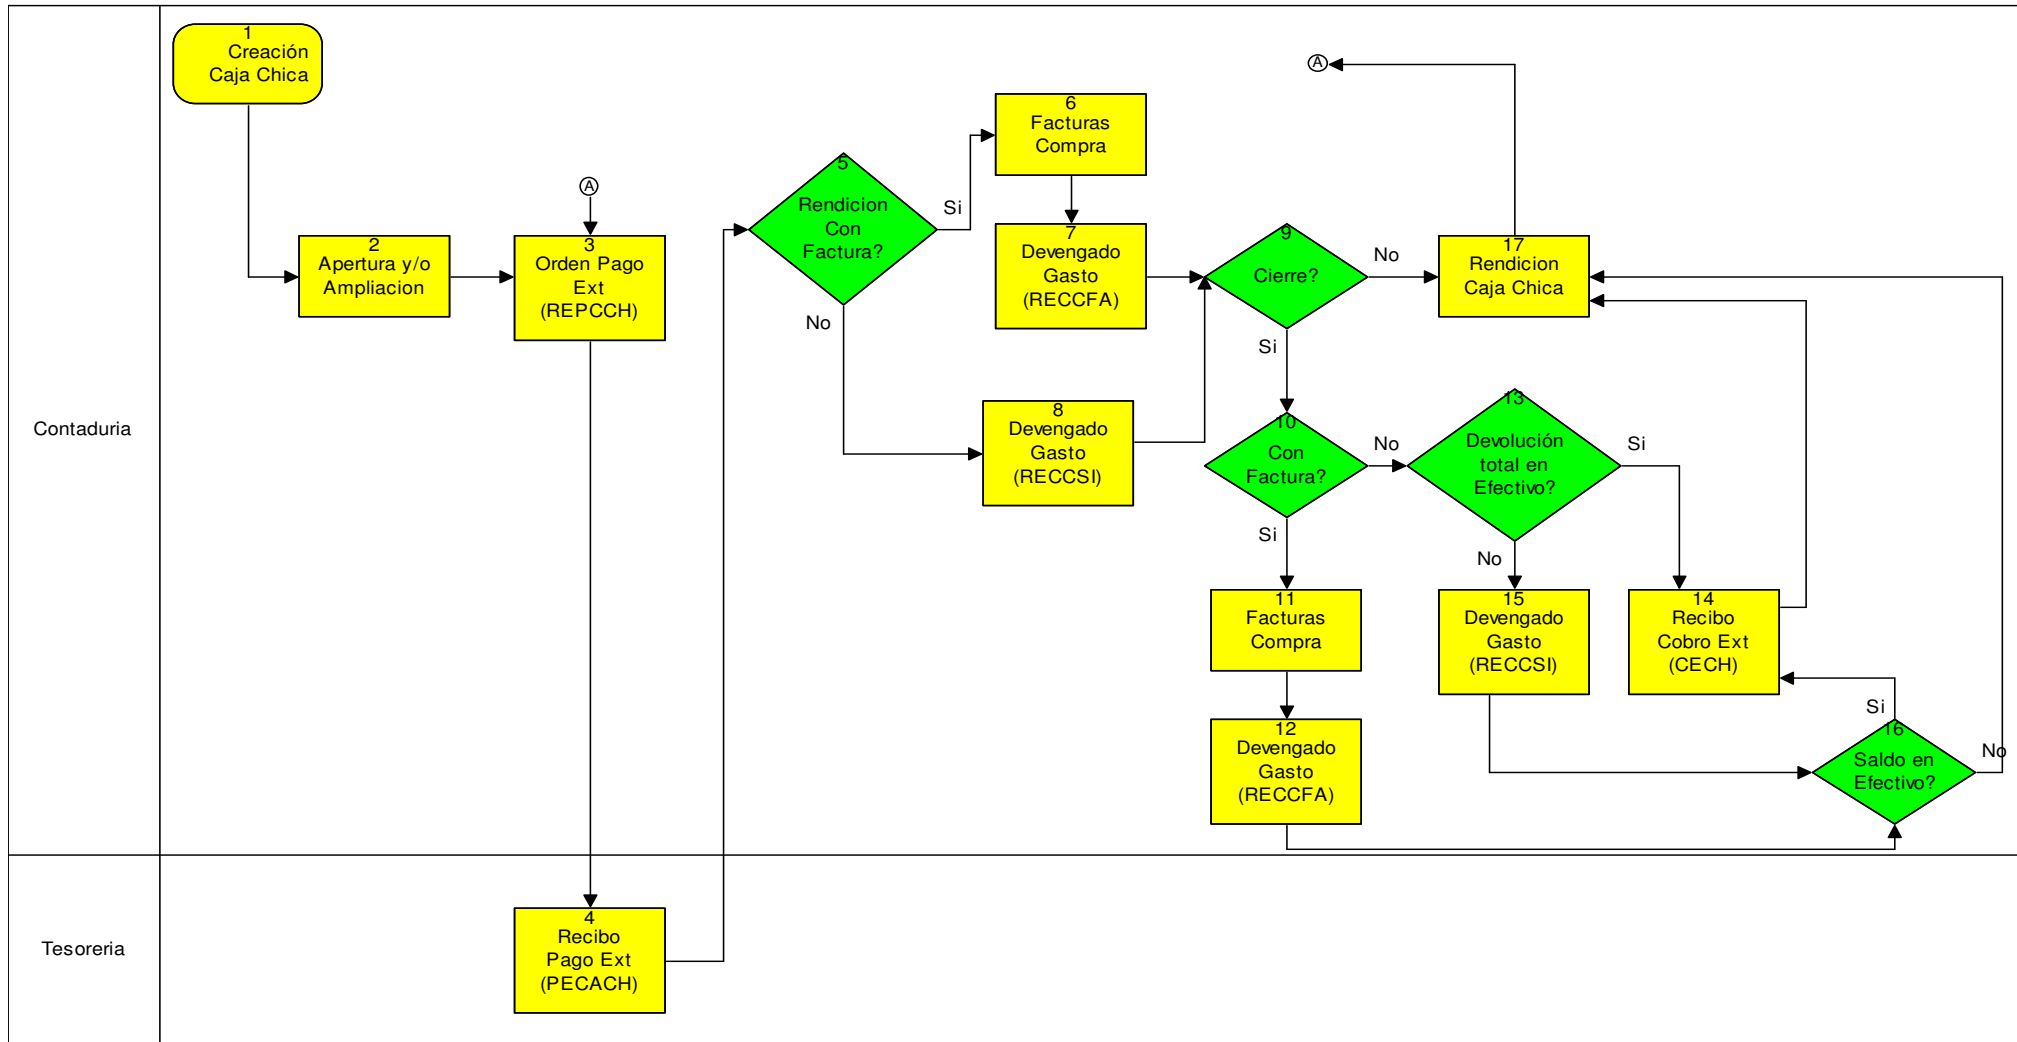 Contaduria
1
Creación
Caja Chica
2
Apertura y/o
Ampliacion
A
3
Orden Pago
Ext
(REPCCH)
5
Rendicion
Con
Factura?
Si
No
6
Facturas
Compra
7
Devengado
Gasto
(RECCFA)
8
Devengado
Gasto
(RECCSI)
9
Cierre?
No
Si
A
17
Rendicion
Caja Chica
10
Con
Factura?
No
Si
13
Devolución
total en
Efectivo?
Si
No
11
Facturas
Compra
12
Devengado
Gasto
(RECCFA)
15
Devengado
Gasto
(RECCSI)
14
Recibo
Cobro Ext
(CECH)
Si
16
Saldo en
Efectivo?
No
Tesoreria
4
Recibo
Pago Ext
(PECACH)